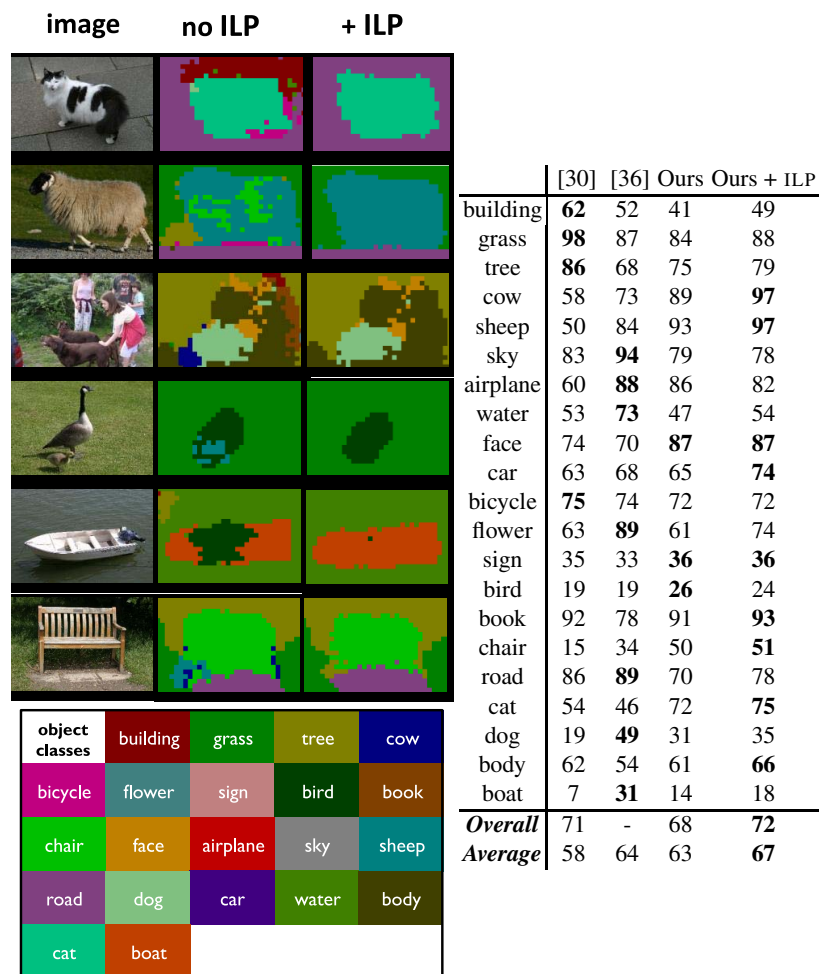 image no ILP + ILP
[30] [36] Ours Ours + ILP
building 62 52 41 49
grass 98 87 84 88
tree 86 68 75 79
cow 58 73 89 97
sheep 50 84 93 97
sky 83 94 79 78
airplane 60 88 86 82
water 53 73 47 54
face 74 70 87 87
car 63 68 65 74
bicycle 75 74 72 72
flower 63 89 61 74
sign 35 33 36 36
bird 19 19 26 24
book 92 78 91 93
chair 15 34 50 51
road 86 89 70 78
cat 54 46 72 75
dog 19 49 31 35
body 62 54 61 66
boat 7 31 14 18
Overall 71 - 68 72
Average 58 64 63 67
object classes building grass tree cow
bicycle flower sign bird book
chair face airplane sky sheep
road dog car water body
cat boat